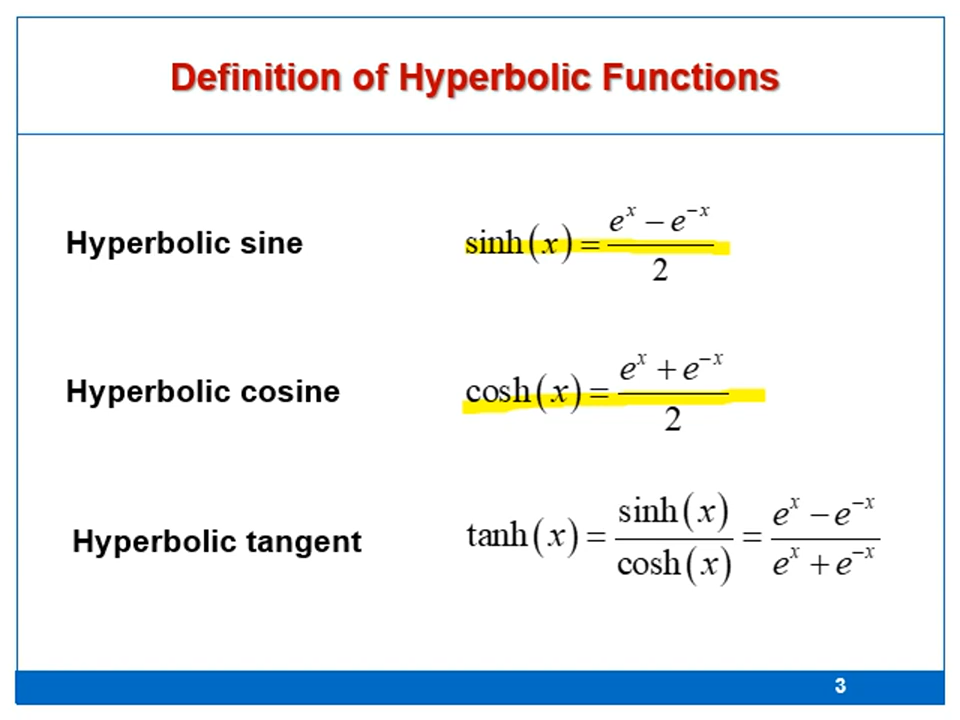 Definition of Hyperbolic Functions
Hyperbolic sine sinh(x) = (e^x − e^−x)/2
Hyperbolic cosine cosh(x) = (e^x + e^−x)/2
Hyperbolic tangent tanh(x) = sinh(x)/cosh(x) = (e^x − e^−x)/(e^x + e^−x)
3